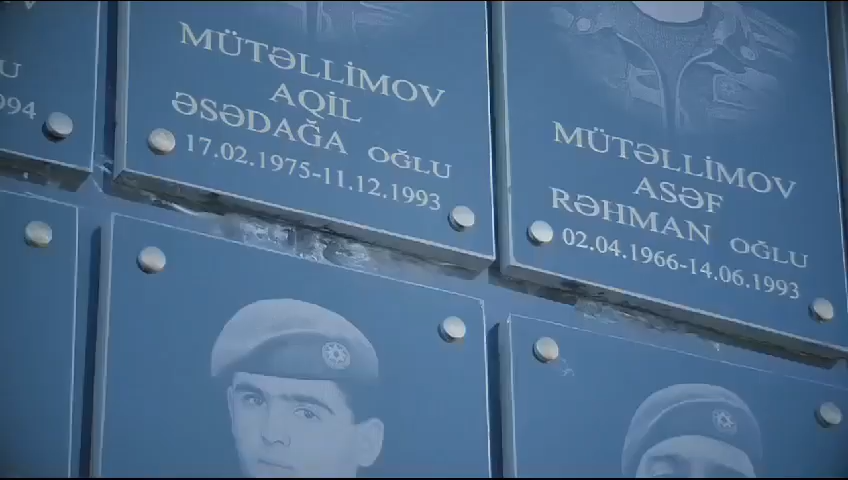 MÜTƏLLİMOV
AQİL
ƏSƏDAĞA OĞLU
17.02.1975-11.12.1993
MÜTƏLLİMOV
ASƏF
RƏHMAN OĞLU
02.04.1966-14.06.1993